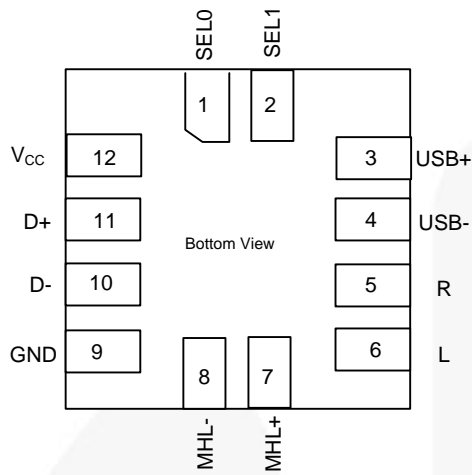 SEL0
SEL1
1
2
V_CC 12
3 USB+
D+ 11
4 USB-
Bottom View
D- 10
5 R
GND 9
6 L
8
7
MHL-
MHL+